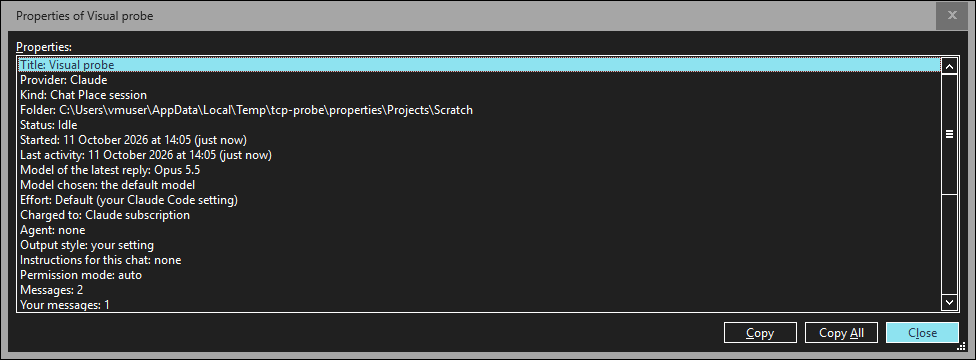 Properties of Visual probe
Properties:
Title: Visual probe
Provider: Claude
Kind: Chat Place session
Folder: C:\Users\vmuser\AppData\Local\Temp\tcp-probe\properties\Projects\Scratch
Status: Idle
Started: 11 October 2026 at 14:05 (just now)
Last activity: 11 October 2026 at 14:05 (just now)
Model of the latest reply: Opus 5.5
Model chosen: the default model
Effort: Default (your Claude Code setting)
Charged to: Claude subscription
Agent: none
Output style: your setting
Instructions for this chat: none
Permission mode: auto
Messages: 2
Your messages: 1
Copy
Copy All
Close